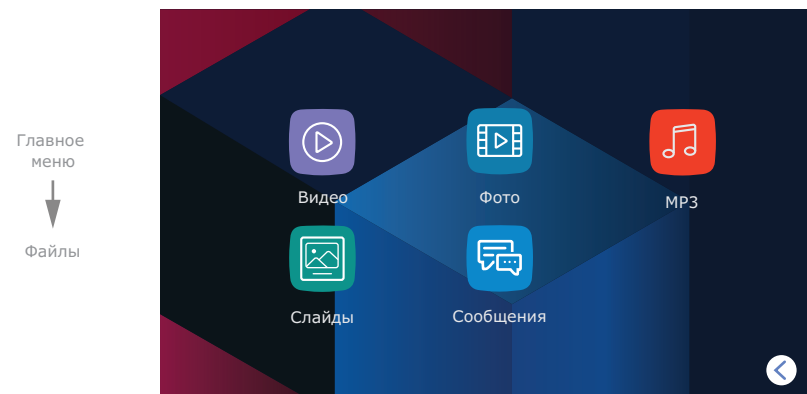 Главное
меню
Файлы
Видео
Фото
MP3
Слайды
Сообщения